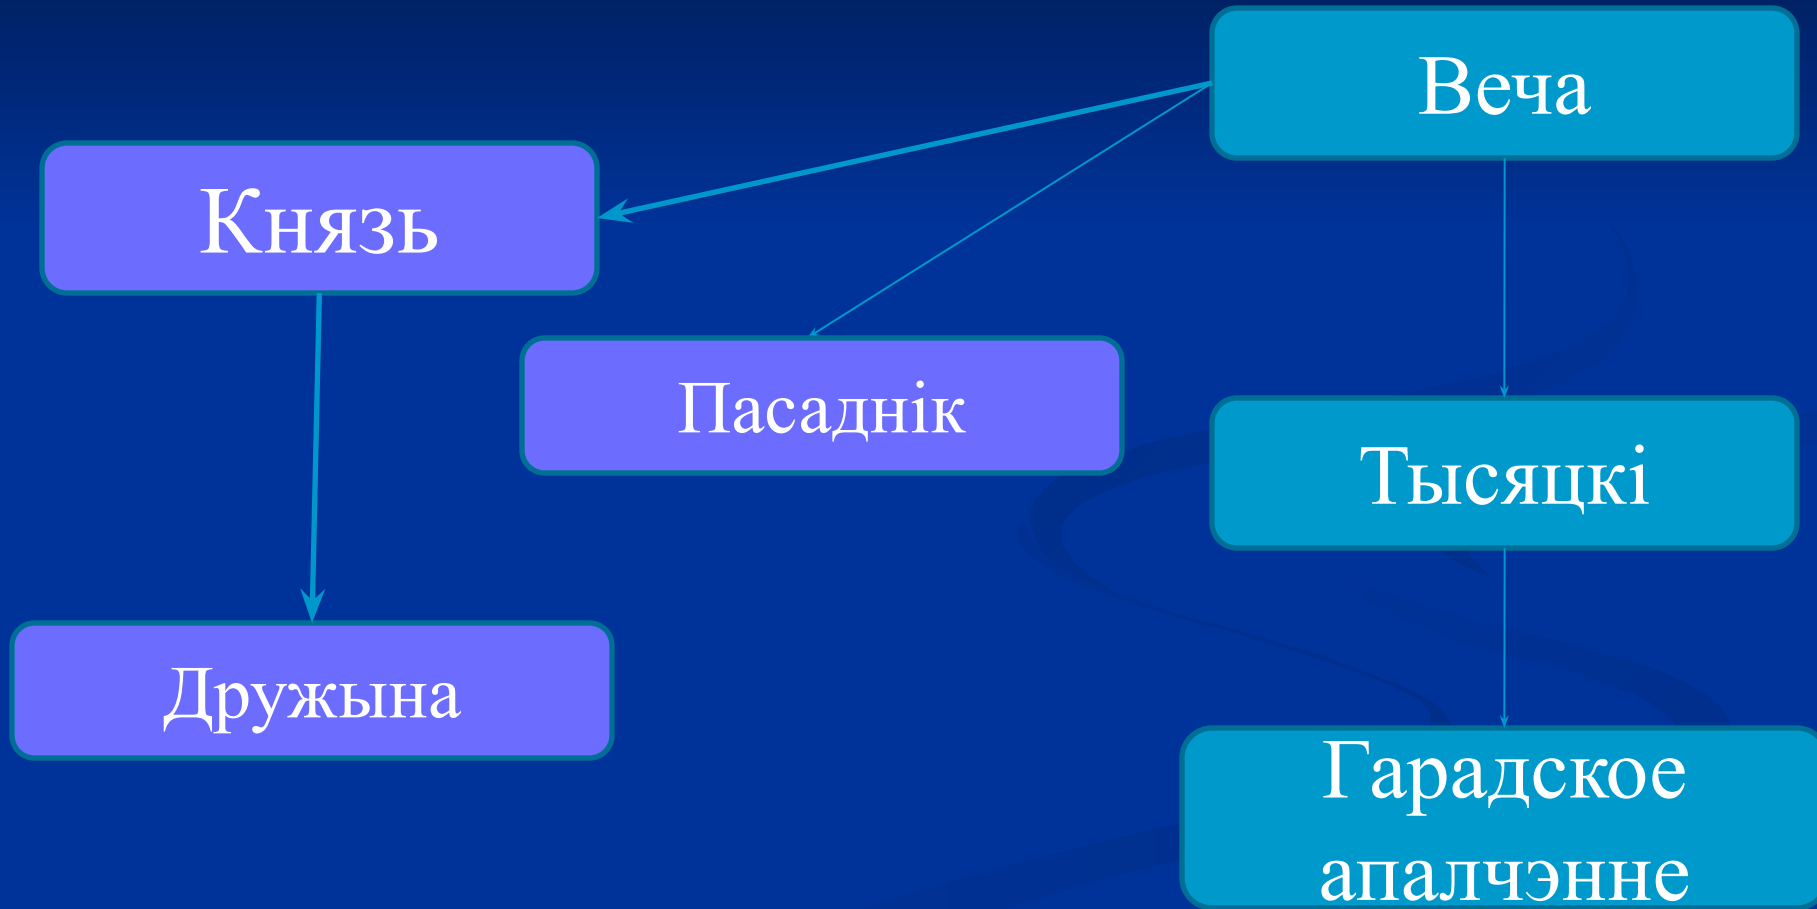 Веча
Князь
Пасаднік
Тысяцкі
Дружына
Гарадское
апалчэнне